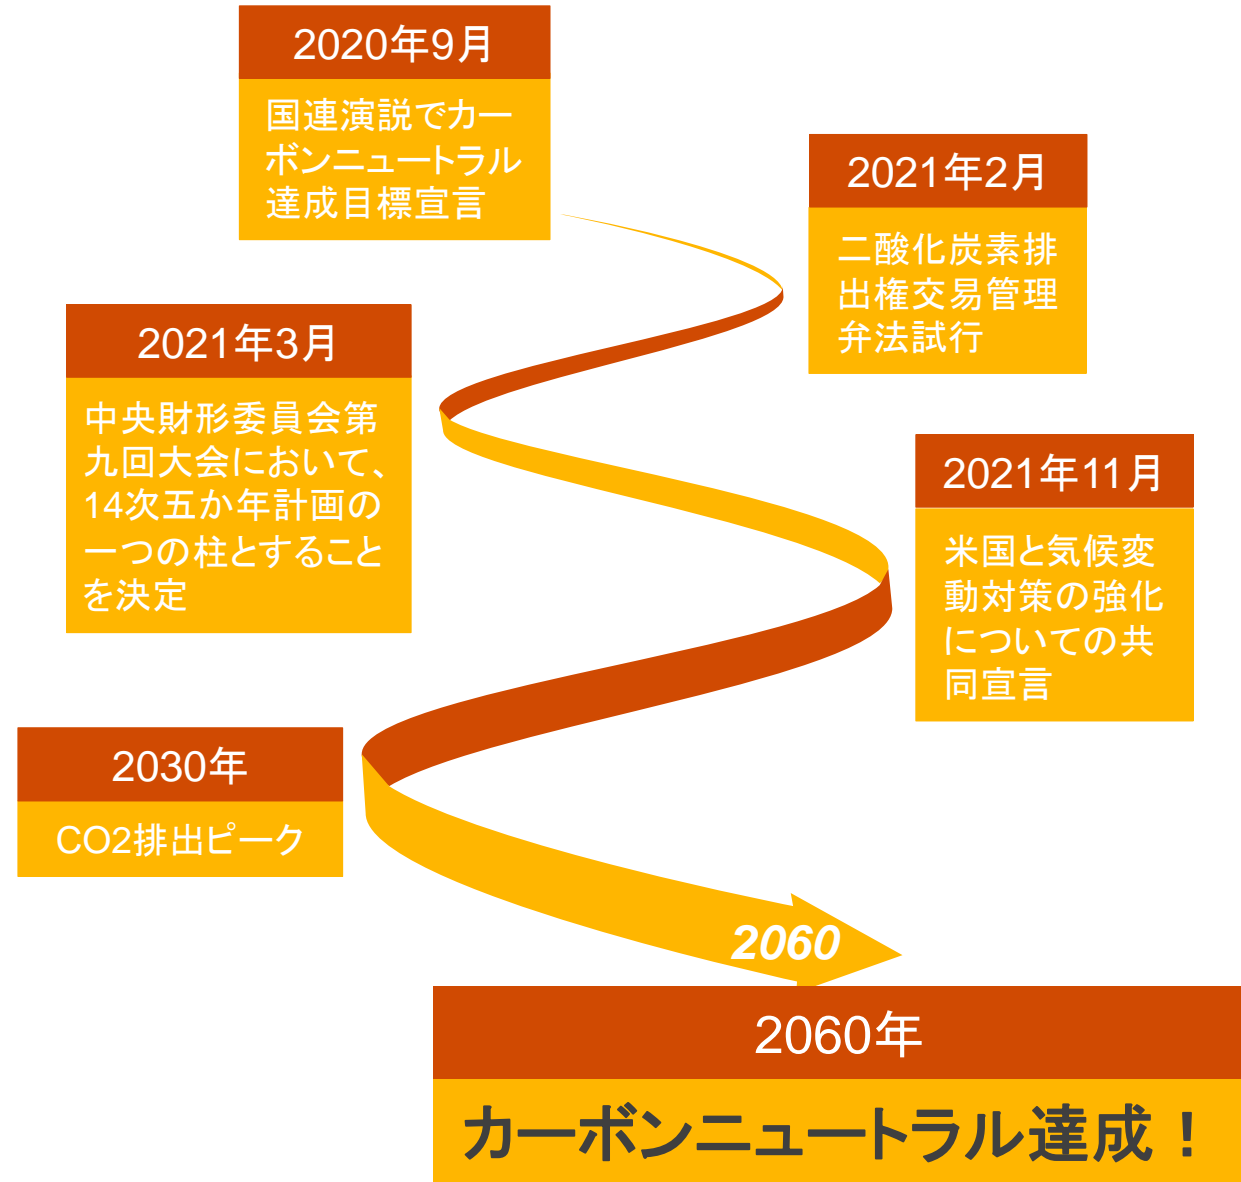 2020年9月
国連演説でカー
ボンニュートラル
達成目標宣言
2021年2月
二酸化炭素排
出権交易管理
弁法試行
2021年3月
中央財形委員会第
九回大会において、
14次五か年計画の
一つの柱とすること
を決定
2021年11月
米国と気候変
動対策の強化
についての共
同宣言
2030年
CO2排出ピーク
2060
2060年
カーボンニュートラル達成！